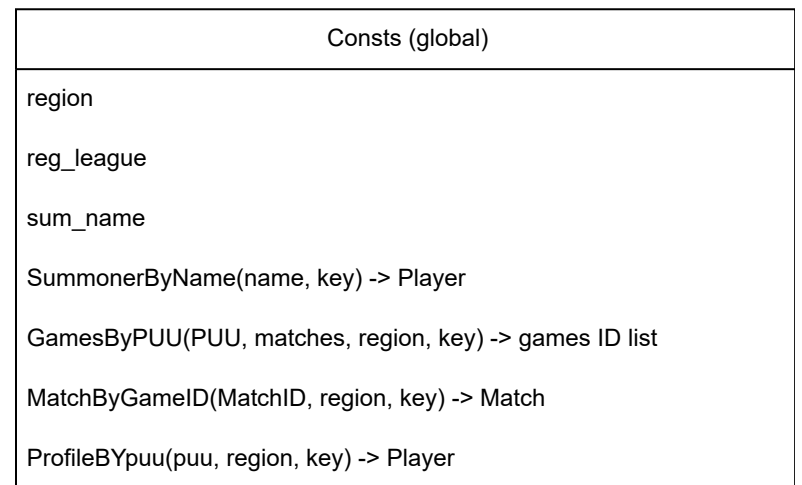 Consts (global)
region
reg_league
sum_name
SummonerByName(name, key) -> Player
GamesByPUU(PUU, matches, region, key) -> games ID list
MatchByGameID(MatchID, region, key) -> Match
ProfileBYpuu(puu, region, key) -> Player